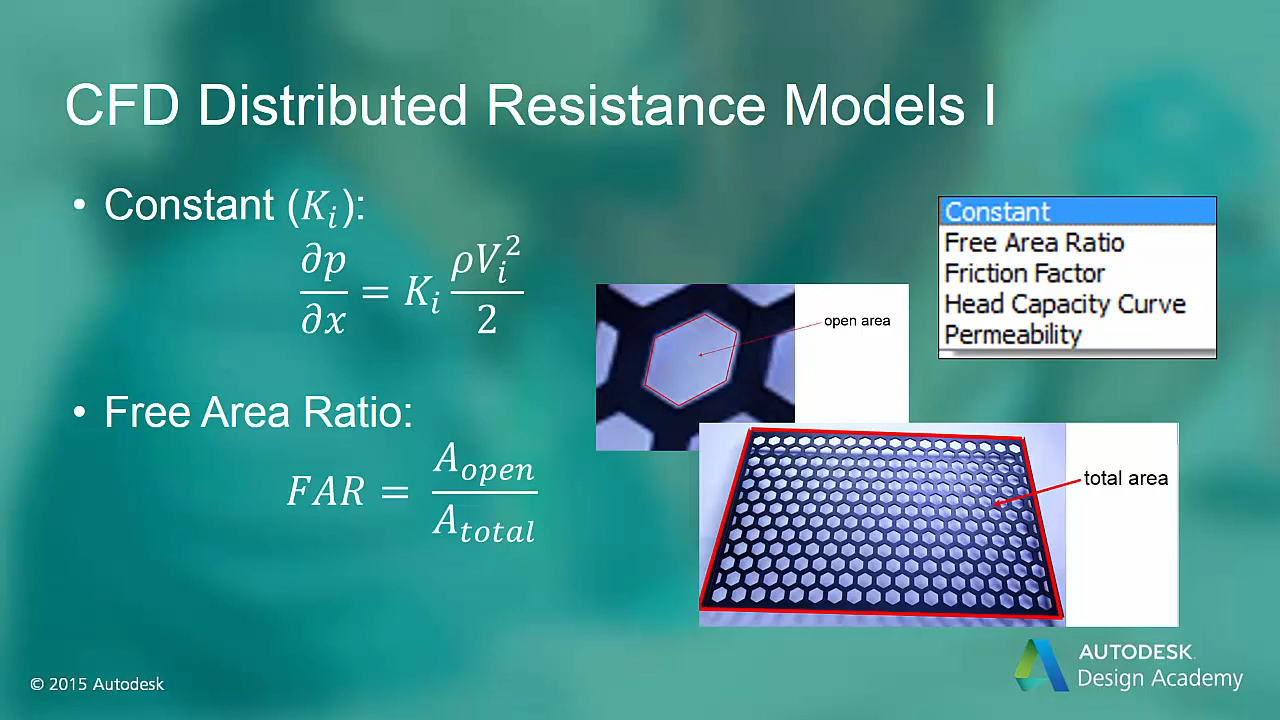 CFD Distributed Resistance Models I
• Constant (𝐾ᵢ):
∂p/∂x = Kᵢ ρVᵢ²/2
• Free Area Ratio:
FAR = A_open/A_total
Constant
Free Area Ratio
Friction Factor
Head Capacity Curve
Permeability
open area
total area
© 2015 Autodesk
AUTODESK.
Design Academy